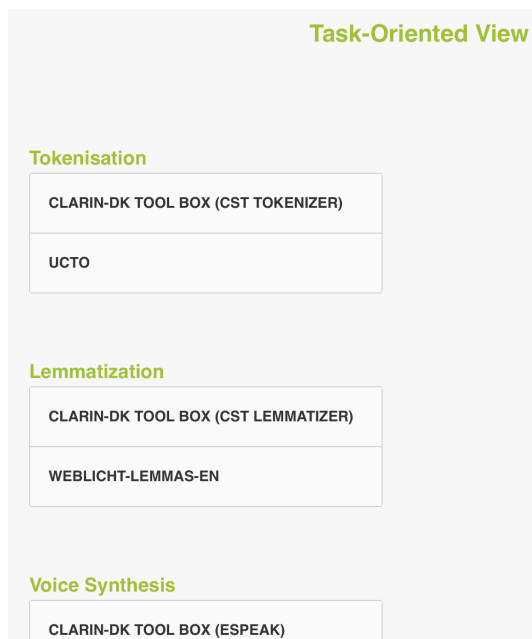 Task-Oriented View
Tokenisation
CLARIN-DK TOOL BOX (CST TOKENIZER)
UCTO
Lemmatization
CLARIN-DK TOOL BOX (CST LEMMATIZER)
WEBLICHT-LEMMAS-EN
Voice Synthesis
CLARIN-DK TOOL BOX (ESPEAK)